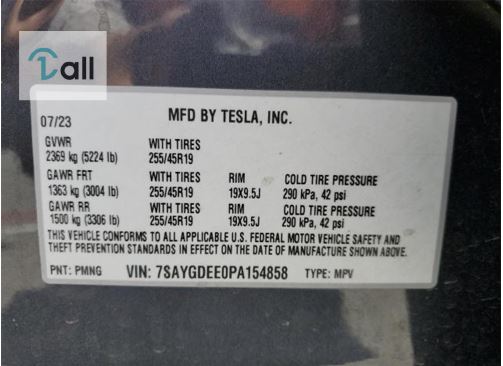 all
07/23 MFD BY TESLA, INC.
GVWR WITH TIRES
2369 kg (5224 lb) 255/45R19
GAWR FRT WITH TIRES RIM COLD TIRE PRESSURE
1363 kg (3004 lb) 255/45R19 19X9.5J 290 kPa, 42 psi
GAWR RR WITH TIRES RIM COLD TIRE PRESSURE
1500 kg (3306 lb) 255/45R19 19X9.5J 290 kPa, 42 psi
THIS VEHICLE CONFORMS TO ALL APPLICABLE U.S. FEDERAL MOTOR VEHICLE SAFETY AND
THEFT PREVENTION STANDARDS IN EFFECT ON THE DATE OF MANUFACTURE SHOWN ABOVE.
PNT: PMNG VIN: 7SAYGDEE0PA154858 TYPE: MPV